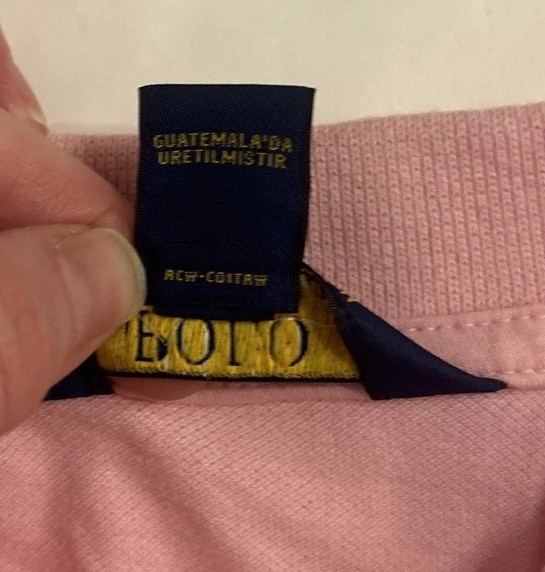 GUATEMALA'DA
URETILMISTIR
RCW-CO1TRW
POLO